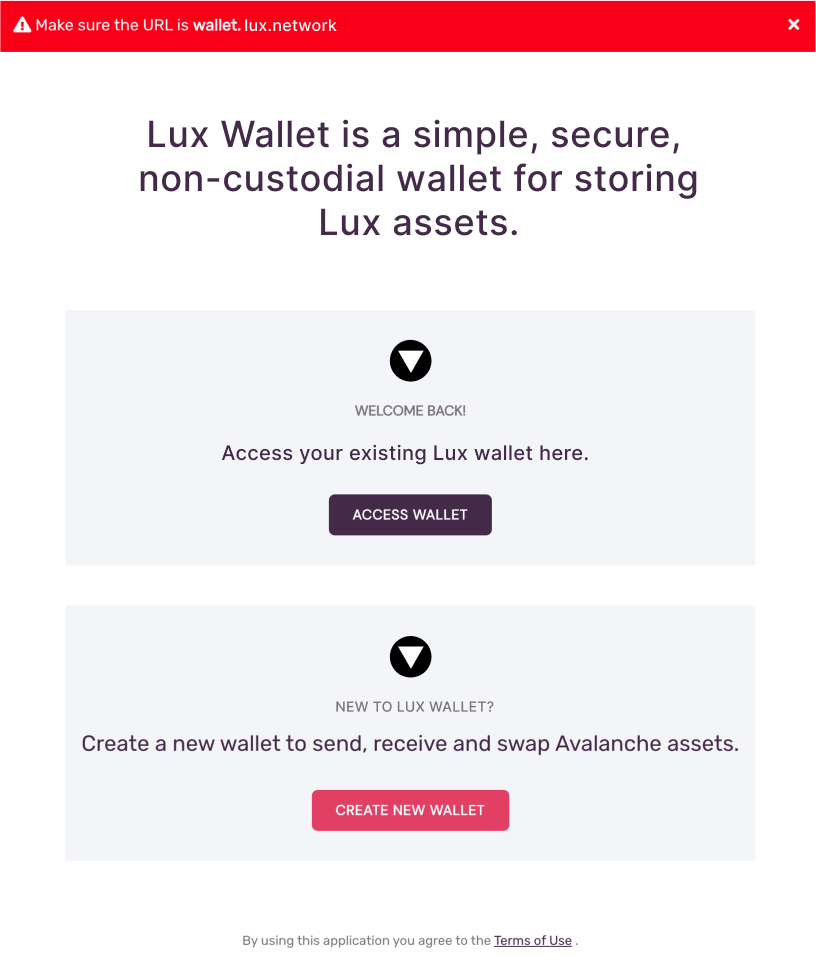 Make sure the URL is wallet. lux.network
Lux Wallet is a simple, secure,
non-custodial wallet for storing
Lux assets.
WELCOME BACK!
Access your existing Lux wallet here.
ACCESS WALLET
NEW TO LUX WALLET?
Create a new wallet to send, receive and swap Avalanche assets.
CREATE NEW WALLET
By using this application you agree to the Terms of Use .